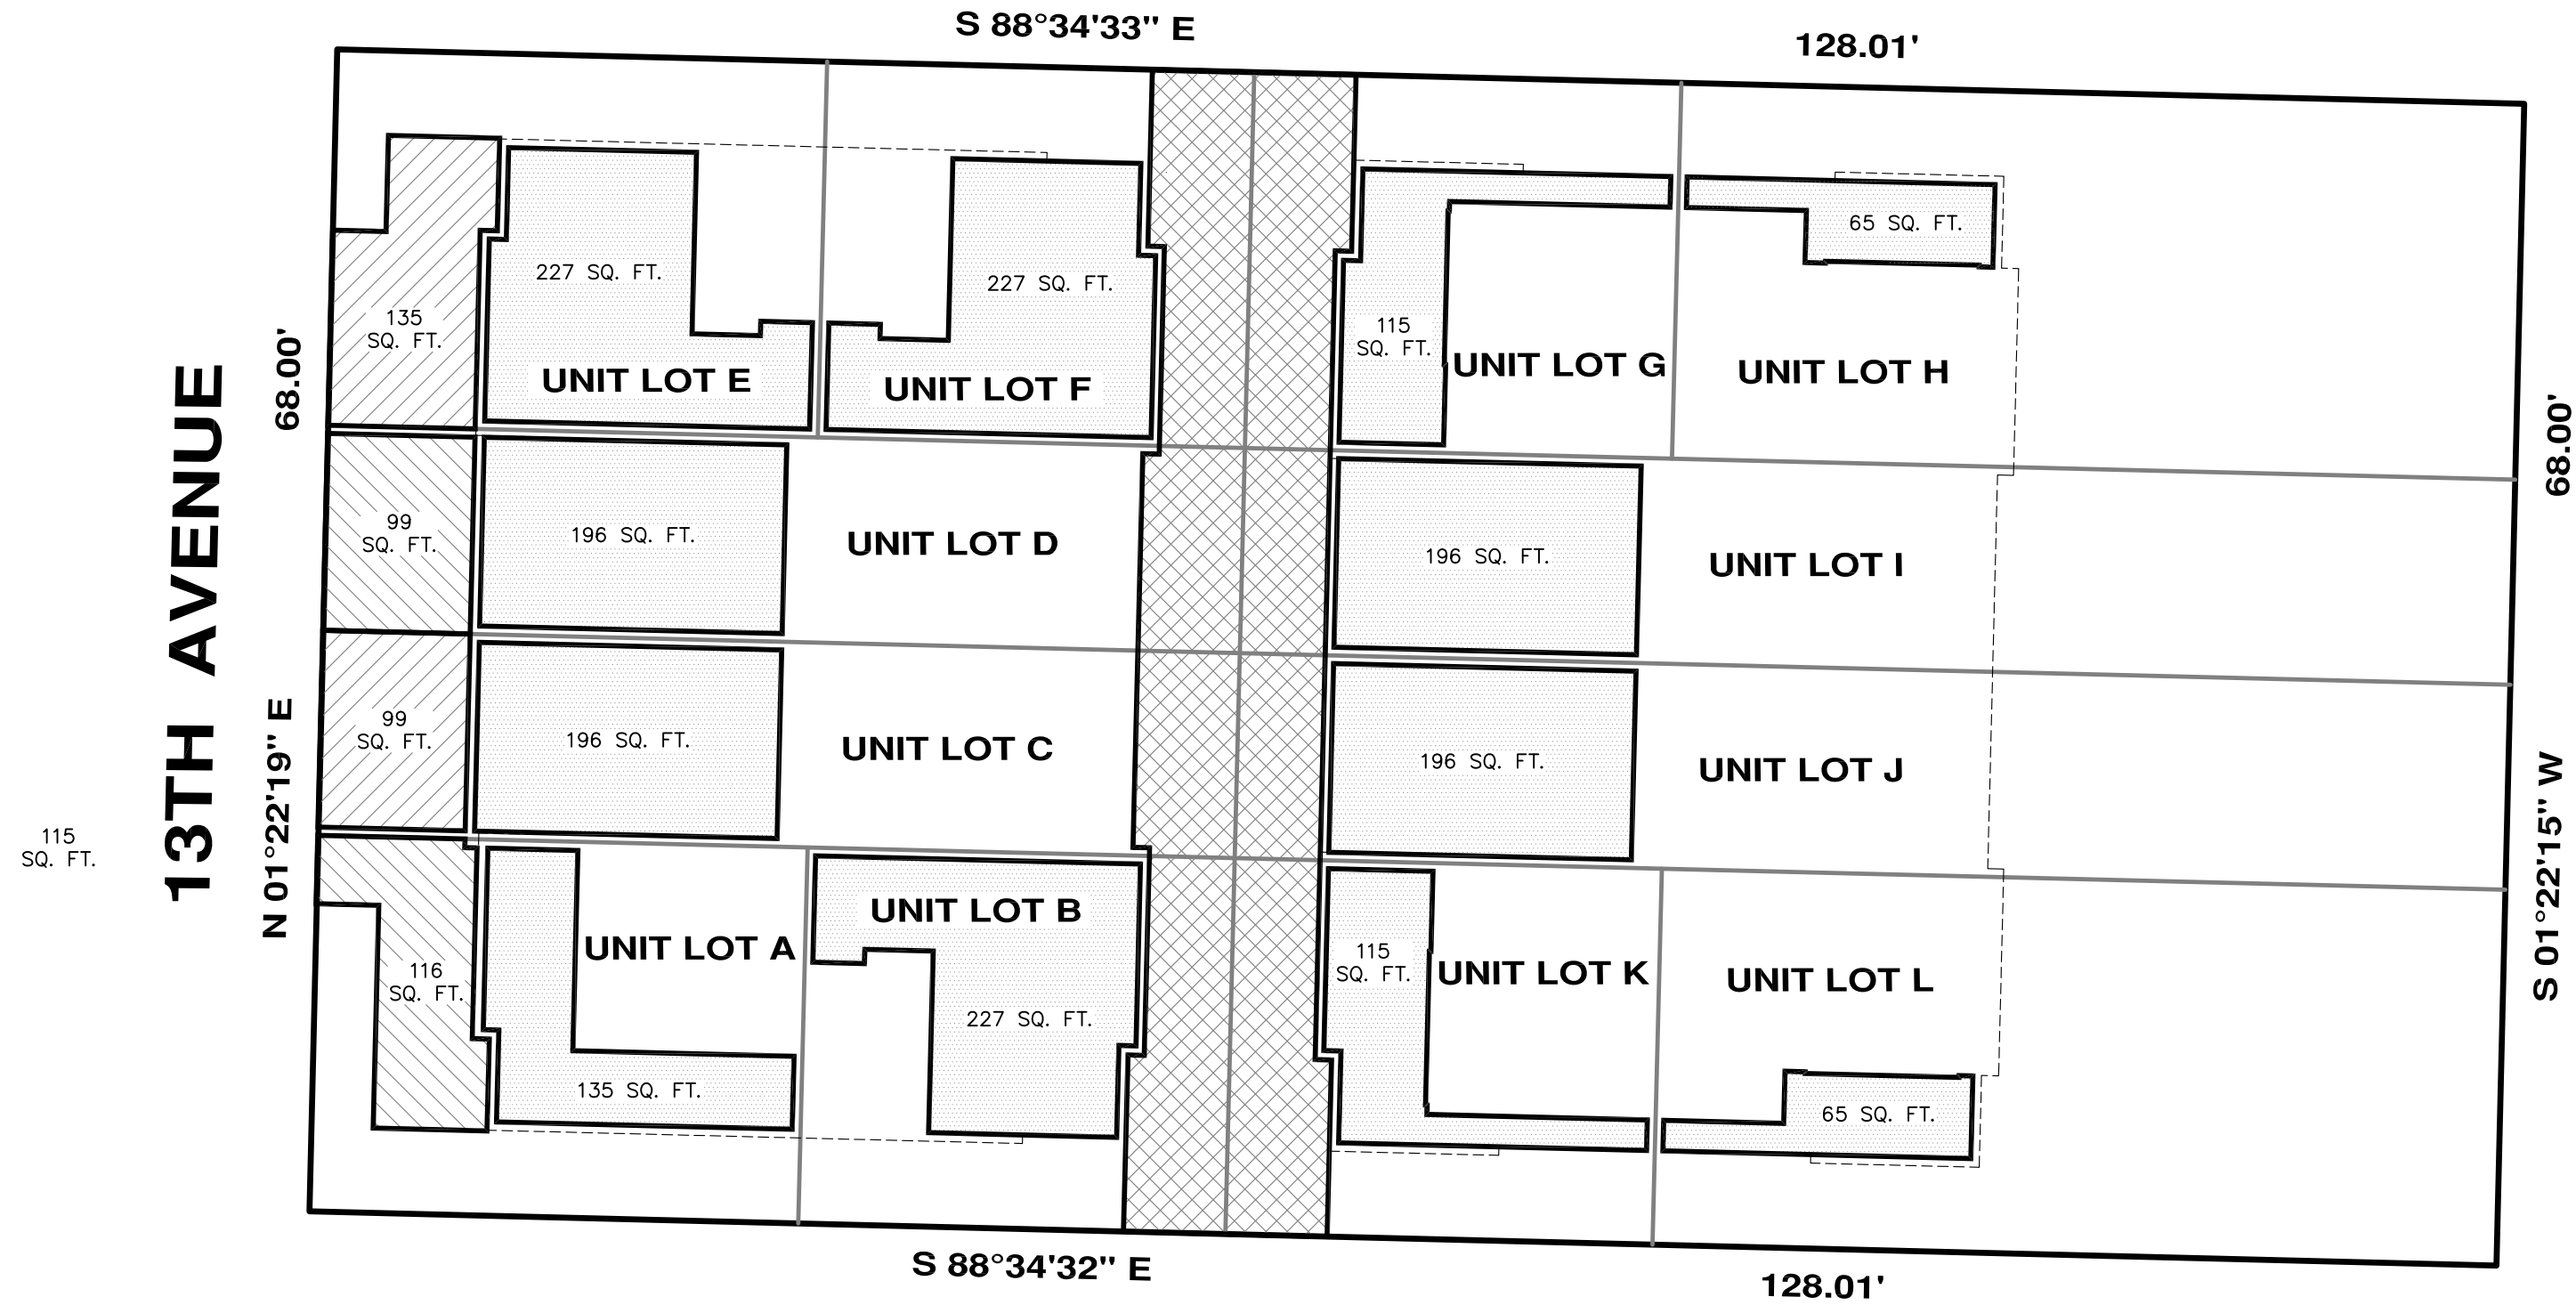 S 88°34'33" E
128.01'
227 SQ. FT.
227 SQ. FT.
65 SQ. FT.
135
SQ. FT.
115
SQ. FT.
UNIT LOT E
UNIT LOT F
UNIT LOT G
UNIT LOT H
68.00'
68.00'
13TH AVENUE
99
SQ. FT.
196 SQ. FT.
UNIT LOT D
196 SQ. FT.
UNIT LOT I
99
SQ. FT.
196 SQ. FT.
UNIT LOT C
196 SQ. FT.
UNIT LOT J
N 01°22'19" E
S 01°22'15" W
115
SQ. FT.
116
SQ. FT.
UNIT LOT A
UNIT LOT B
115
SQ. FT.
UNIT LOT K
UNIT LOT L
227 SQ. FT.
135 SQ. FT.
65 SQ. FT.
S 88°34'32" E
128.01'